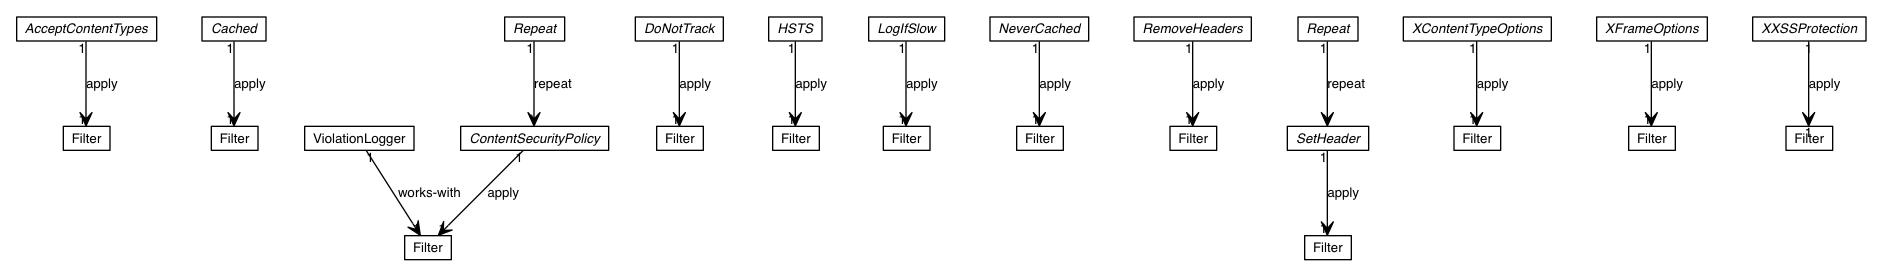 AcceptContentTypes Cached Repeat DoNotTrack HSTS LogIfSlow NeverCached RemoveHeaders Repeat XContentTypeOptions XFrameOptions XXSSProtection
1 1 1 1 1 1 1 1 1 1 1 1
apply apply repeat apply apply apply apply apply repeat apply apply apply
Filter Filter ViolationLogger ContentSecurityPolicy Filter Filter Filter Filter Filter SetHeader Filter Filter Filter
1 1 1
works-with apply apply
Filter Filter